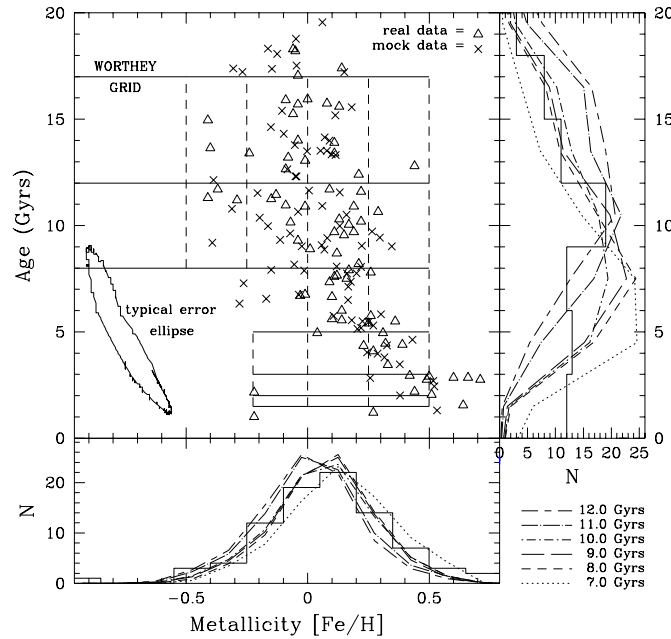 20
15
10
5
0
Age (Gyrs)
WORTHEY
GRID
real data = △
mock data = ×
typical error
ellipse
20
15
10
5
0
0 5 10 15 20 25
N
20
10
0
N
−0.5 0 0.5
Metallicity [Fe/H]
12.0 Gyrs
11.0 Gyrs
10.0 Gyrs
9.0 Gyrs
8.0 Gyrs
7.0 Gyrs